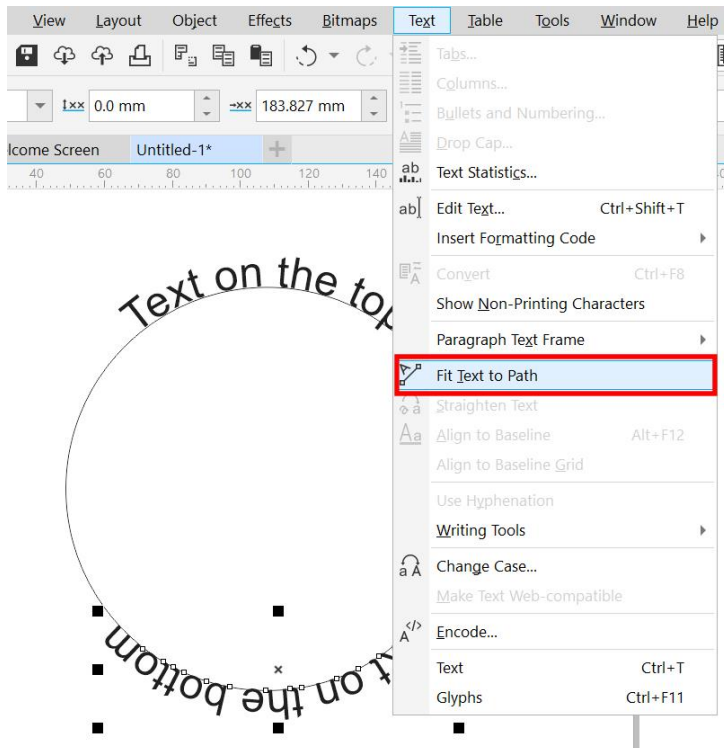 View Layout Object Effects Bitmaps Text Table Tools Window Help
0.0 mm 183.827 mm
lcome Screen Untitled-1*
40 60 80 100 120 140
Tabs...
Columns...
Bullets and Numbering...
Drop Cap...
Text Statistics...
Edit Text... Ctrl+Shift+T
Insert Formatting Code
Convert Ctrl+F8
Show Non-Printing Characters
Paragraph Text Frame
Fit Text to Path
Straighten Text
Align to Baseline Alt+F12
Align to Baseline Grid
Use Hyphenation
Writing Tools
Change Case...
Make Text Web-compatible
Encode...
Text Ctrl+T
Glyphs Ctrl+F11
Text on the top
t on the bottom